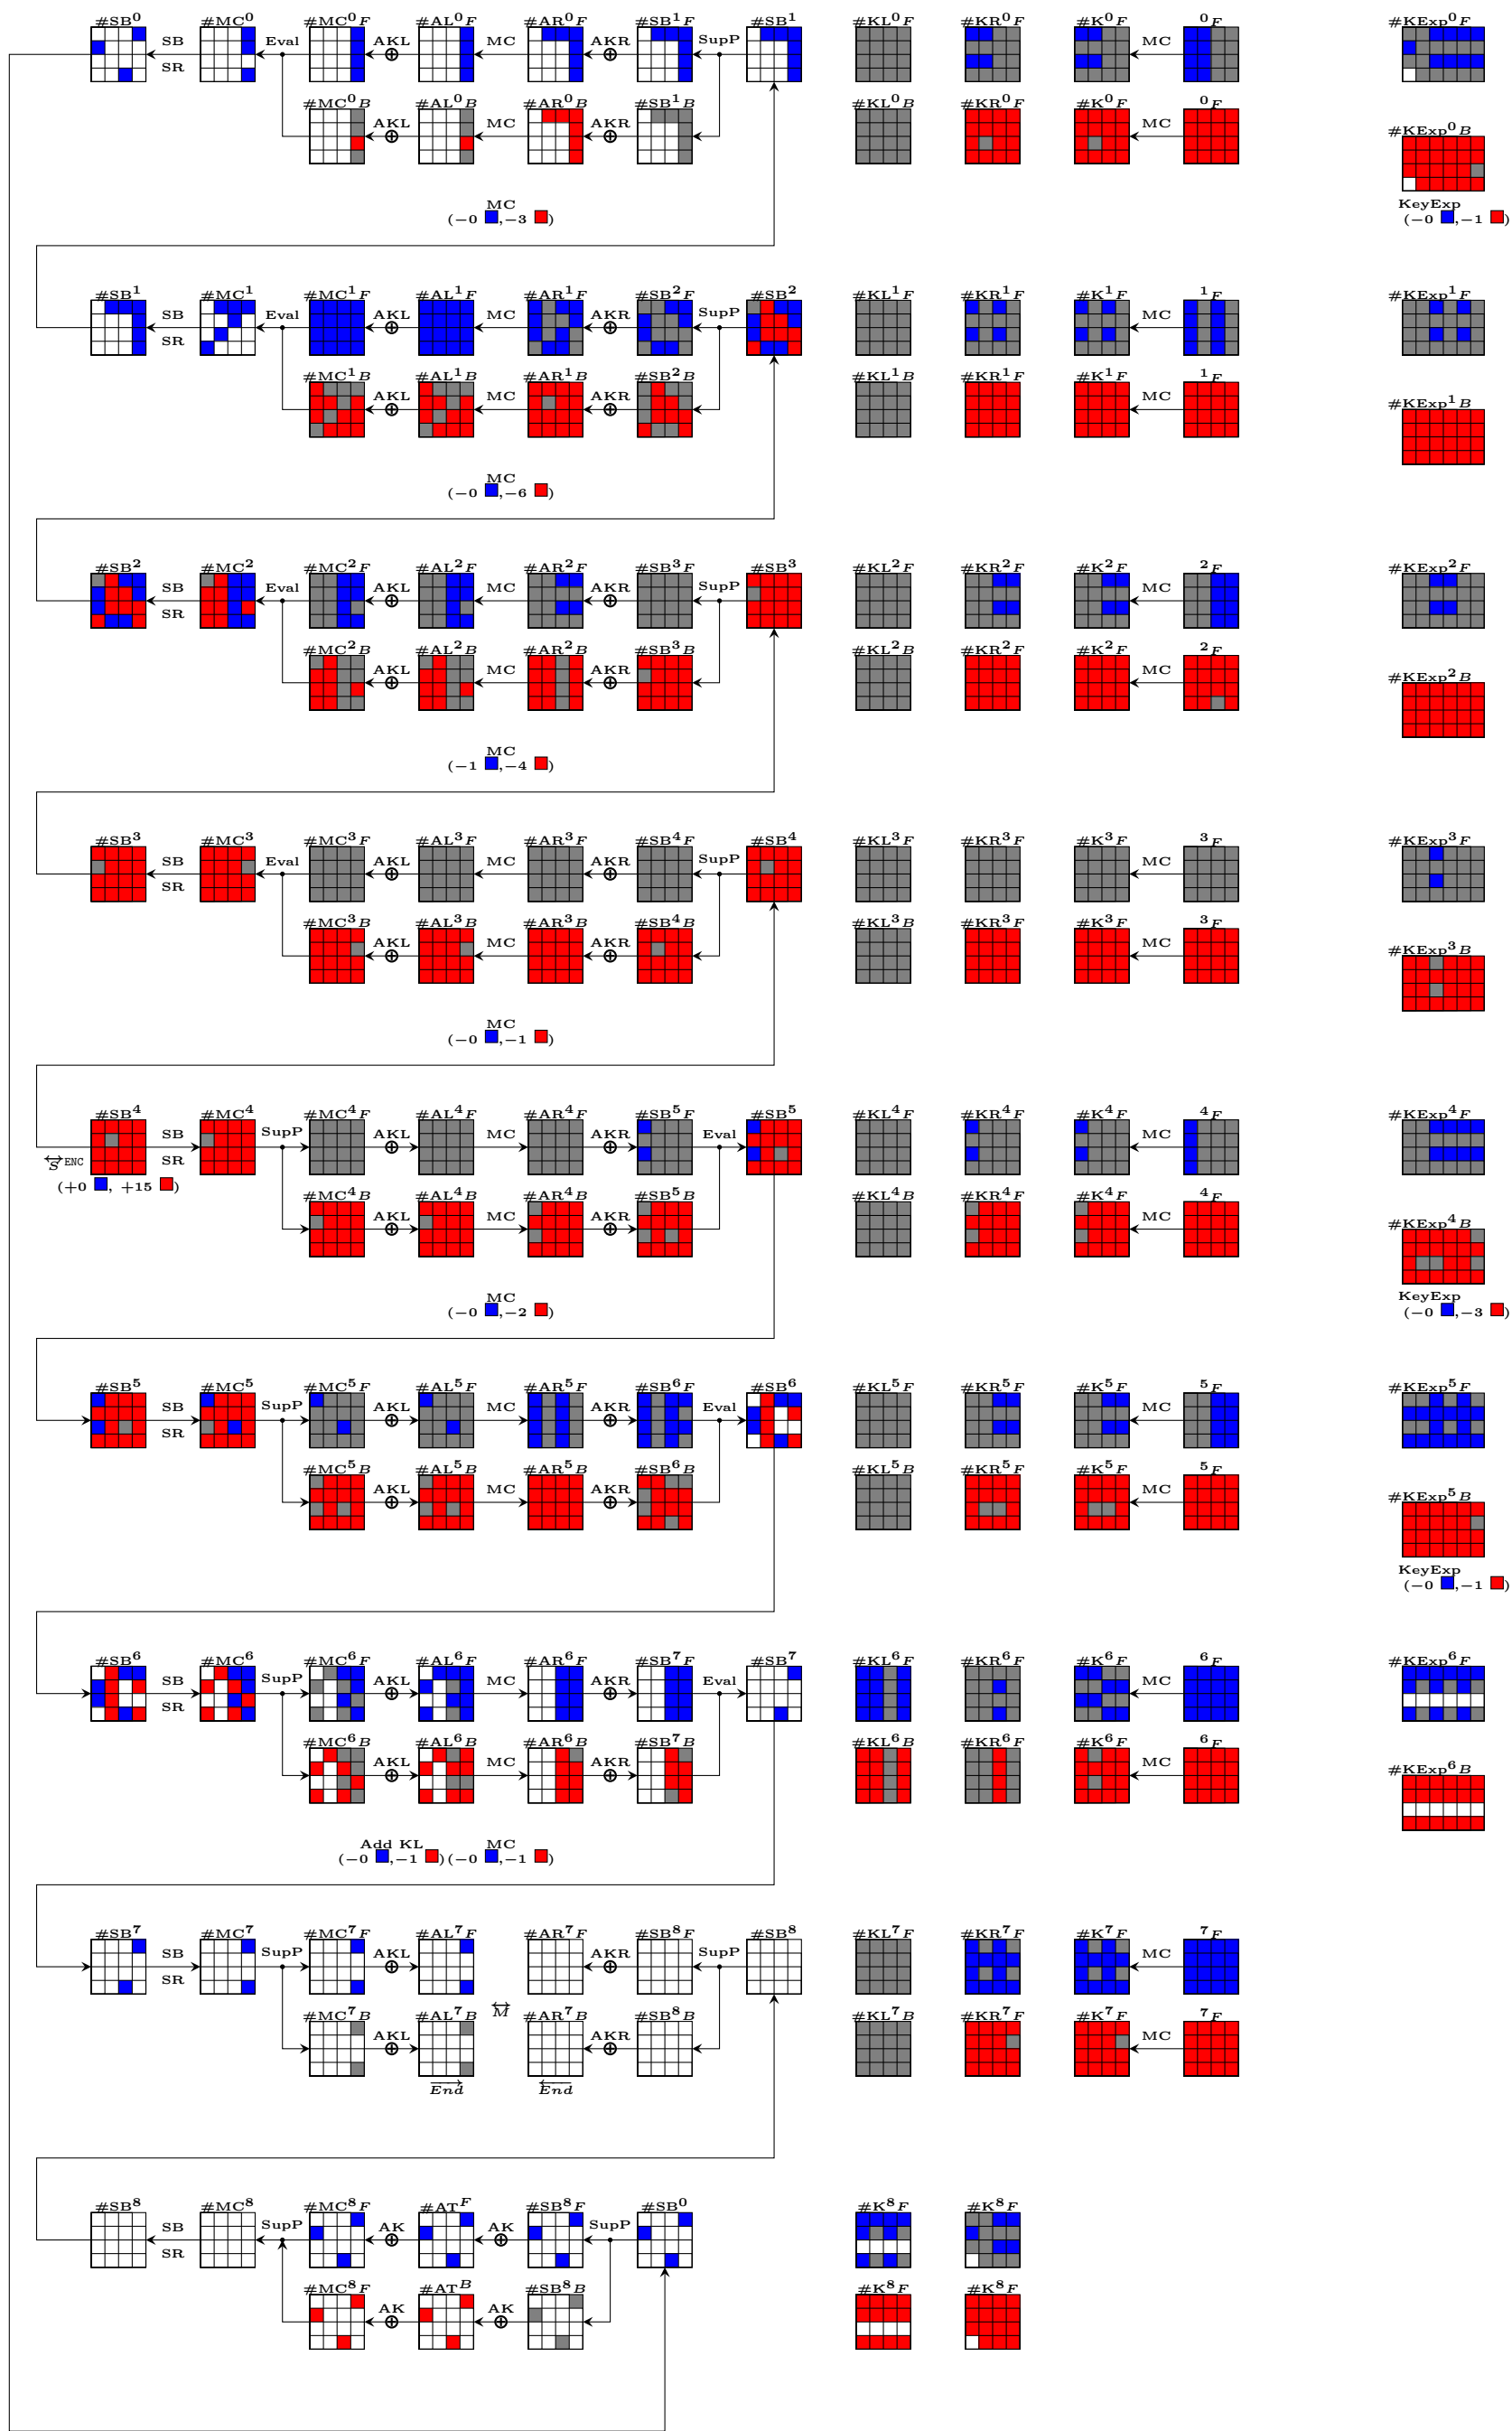 #SB⁰ #MC⁰ #MC⁰F #AL⁰F #AR⁰F #SB¹F #SB¹ #KL⁰F #KR⁰F #K⁰F ⁰F #KExp⁰F
SB SR Eval AKL MC AKR SupP MC
#MC⁰B #AL⁰B #AR⁰B #SB¹B #KL⁰B #KR⁰F #K⁰F ⁰F #KExp⁰B
AKL MC AKR MC
MC KeyExp
(−0 ,−3 ) (−0 ,−1 )
#SB¹ #MC¹ #MC¹F #AL¹F #AR¹F #SB²F #SB² #KL¹F #KR¹F #K¹F ¹F #KExp¹F
SB SR Eval AKL MC AKR SupP MC
#MC¹B #AL¹B #AR¹B #SB²B #KL¹B #KR¹F #K¹F ¹F #KExp¹B
AKL MC AKR MC
MC
(−0 ,−6 )
#SB² #MC² #MC²F #AL²F #AR²F #SB³F #SB³ #KL²F #KR²F #K²F ²F #KExp²F
SB SR Eval AKL MC AKR SupP MC
#MC²B #AL²B #AR²B #SB³B #KL²B #KR²F #K²F ²F #KExp²B
AKL MC AKR MC
MC
(−1 ,−4 )
#SB³ #MC³ #MC³F #AL³F #AR³F #SB⁴F #SB⁴ #KL³F #KR³F #K³F ³F #KExp³F
SB SR Eval AKL MC AKR SupP MC
#MC³B #AL³B #AR³B #SB⁴B #KL³B #KR³F #K³F ³F #KExp³B
AKL MC AKR MC
MC
(−0 ,−1 )
#SB⁴ #MC⁴ #MC⁴F #AL⁴F #AR⁴F #SB⁵F #SB⁵ #KL⁴F #KR⁴F #K⁴F ⁴F #KExp⁴F
SB SR SupP AKL MC AKR Eval MC
S ENC
(+0 , +15 )
#MC⁴B #AL⁴B #AR⁴B #SB⁵B #KL⁴B #KR⁴F #K⁴F ⁴F #KExp⁴B
AKL MC AKR MC
MC KeyExp
(−0 ,−2 ) (−0 ,−3 )
#SB⁵ #MC⁵ #MC⁵F #AL⁵F #AR⁵F #SB⁶F #SB⁶ #KL⁵F #KR⁵F #K⁵F ⁵F #KExp⁵F
SB SR SupP AKL MC AKR Eval MC
#MC⁵B #AL⁵B #AR⁵B #SB⁶B #KL⁵B #KR⁵F #K⁵F ⁵F #KExp⁵B
AKL MC AKR MC
KeyExp
(−0 ,−1 )
#SB⁶ #MC⁶ #MC⁶F #AL⁶F #AR⁶F #SB⁷F #SB⁷ #KL⁶F #KR⁶F #K⁶F ⁶F #KExp⁶F
SB SR SupP AKL MC AKR Eval MC
#MC⁶B #AL⁶B #AR⁶B #SB⁷B #KL⁶B #KR⁶F #K⁶F ⁶F #KExp⁶B
AKL MC AKR MC
Add KL MC
(−0 ,−1 )(−0 ,−1 )
#SB⁷ #MC⁷ #MC⁷F #AL⁷F #AR⁷F #SB⁸F #SB⁸ #KL⁷F #KR⁷F #K⁷F ⁷F
SB SR SupP AKL AKR SupP MC
M
#MC⁷B #AL⁷B #AR⁷B #SB⁸B #KL⁷B #KR⁷F #K⁷F ⁷F
AKL AKR MC
End End
#SB⁸ #MC⁸ #MC⁸F #AT^F #SB⁸F #SB⁰ #K⁸F #K⁸F
SB SR SupP AK AK SupP
#MC⁸F #AT^B #SB⁸B #K⁸F #K⁸F
AK AK